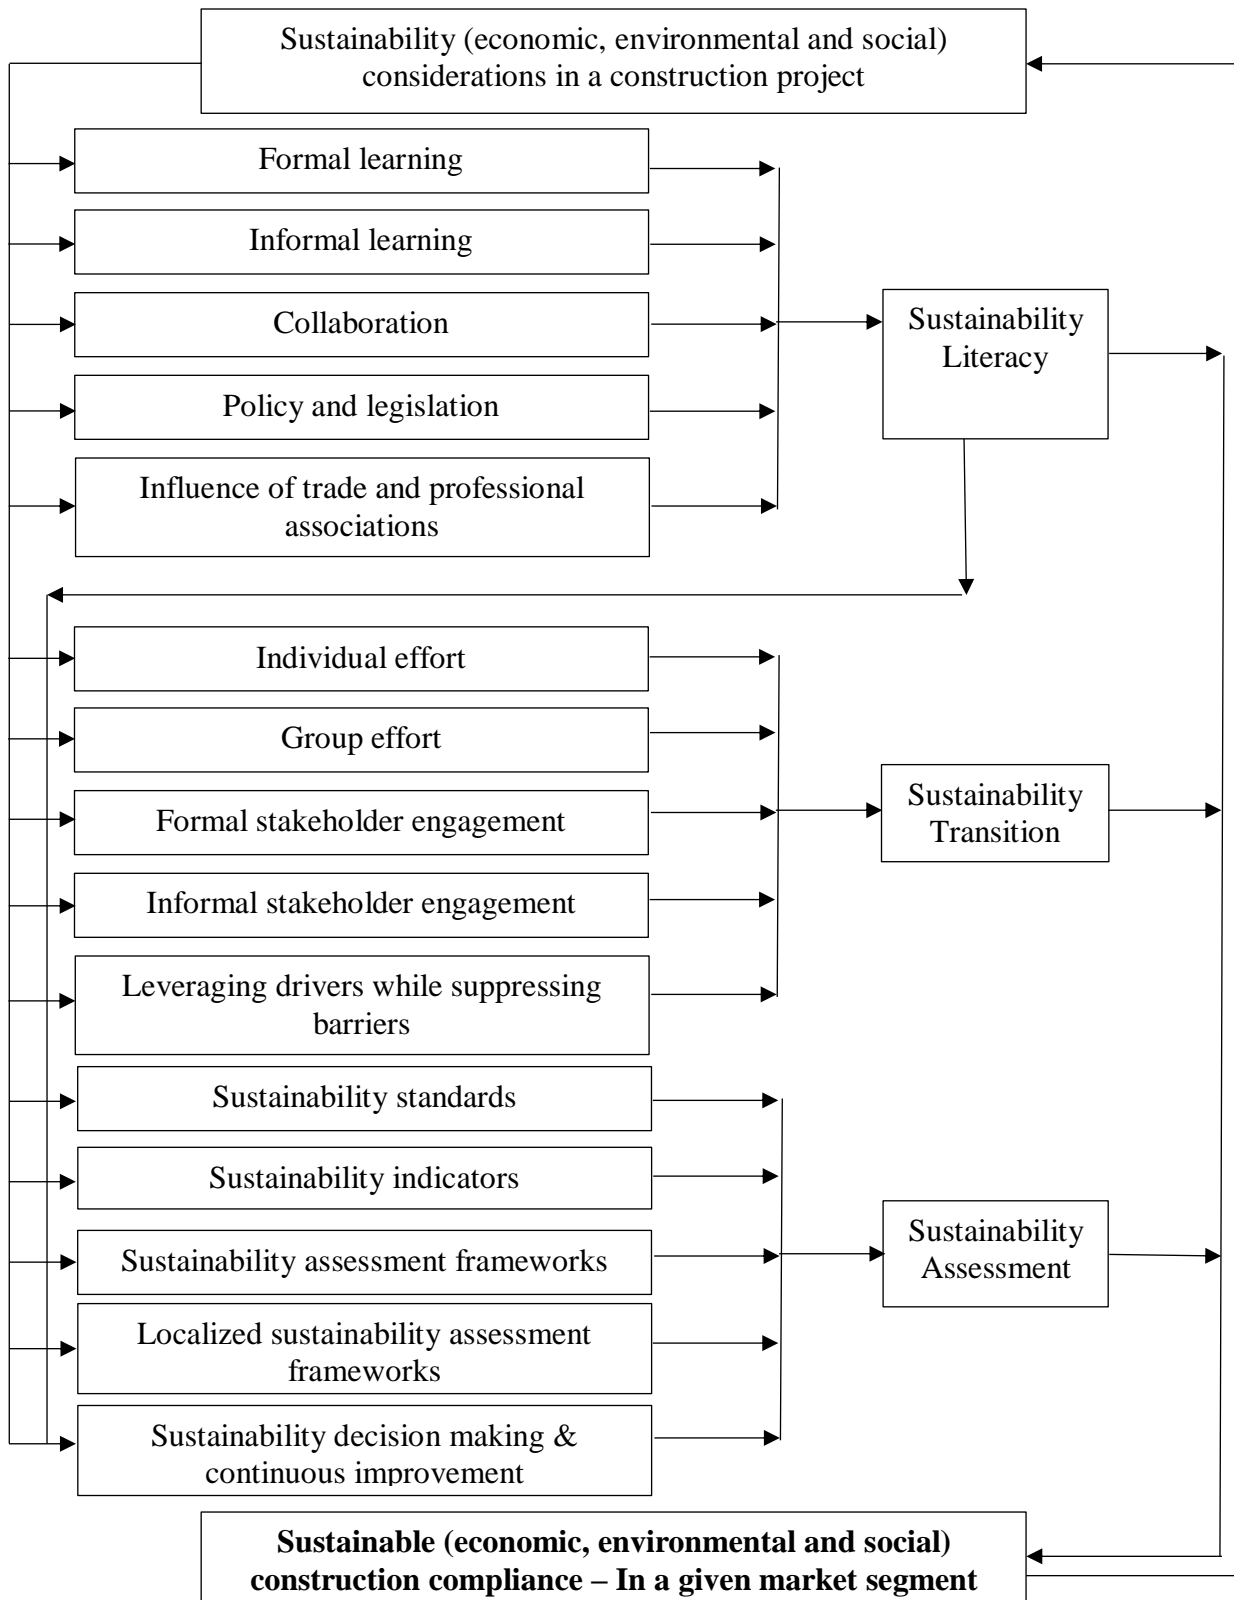 Sustainability (economic, environmental and social)
considerations in a construction project
Formal learning
Informal learning
Collaboration
Policy and legislation
Influence of trade and professional
associations
Sustainability
Literacy
Individual effort
Group effort
Formal stakeholder engagement
Informal stakeholder engagement
Leveraging drivers while suppressing
barriers
Sustainability
Transition
Sustainability standards
Sustainability indicators
Sustainability assessment frameworks
Localized sustainability assessment
frameworks
Sustainability decision making &
continuous improvement
Sustainability
Assessment
Sustainable (economic, environmental and social)
construction compliance – In a given market segment